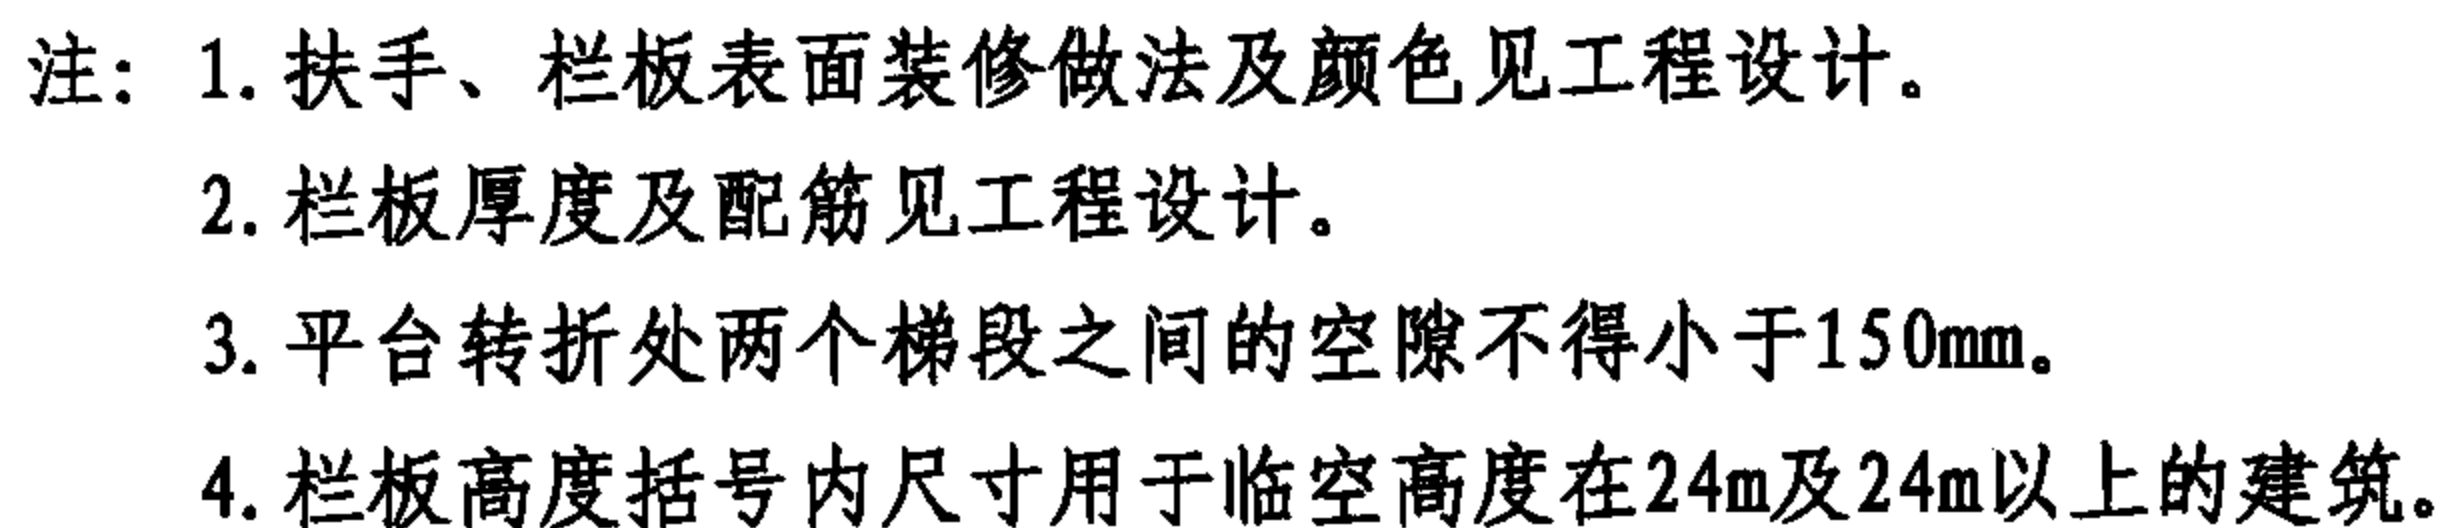 注: 1. 扶手、栏板表面装修做法及颜色见工程设计。
2. 栏板厚度及配筋见工程设计。
3. 平台转折处两个梯段之间的空隙不得小于150mm。
4. 栏板高度括号内尺寸用于临空高度在24m及24m以上的建筑。